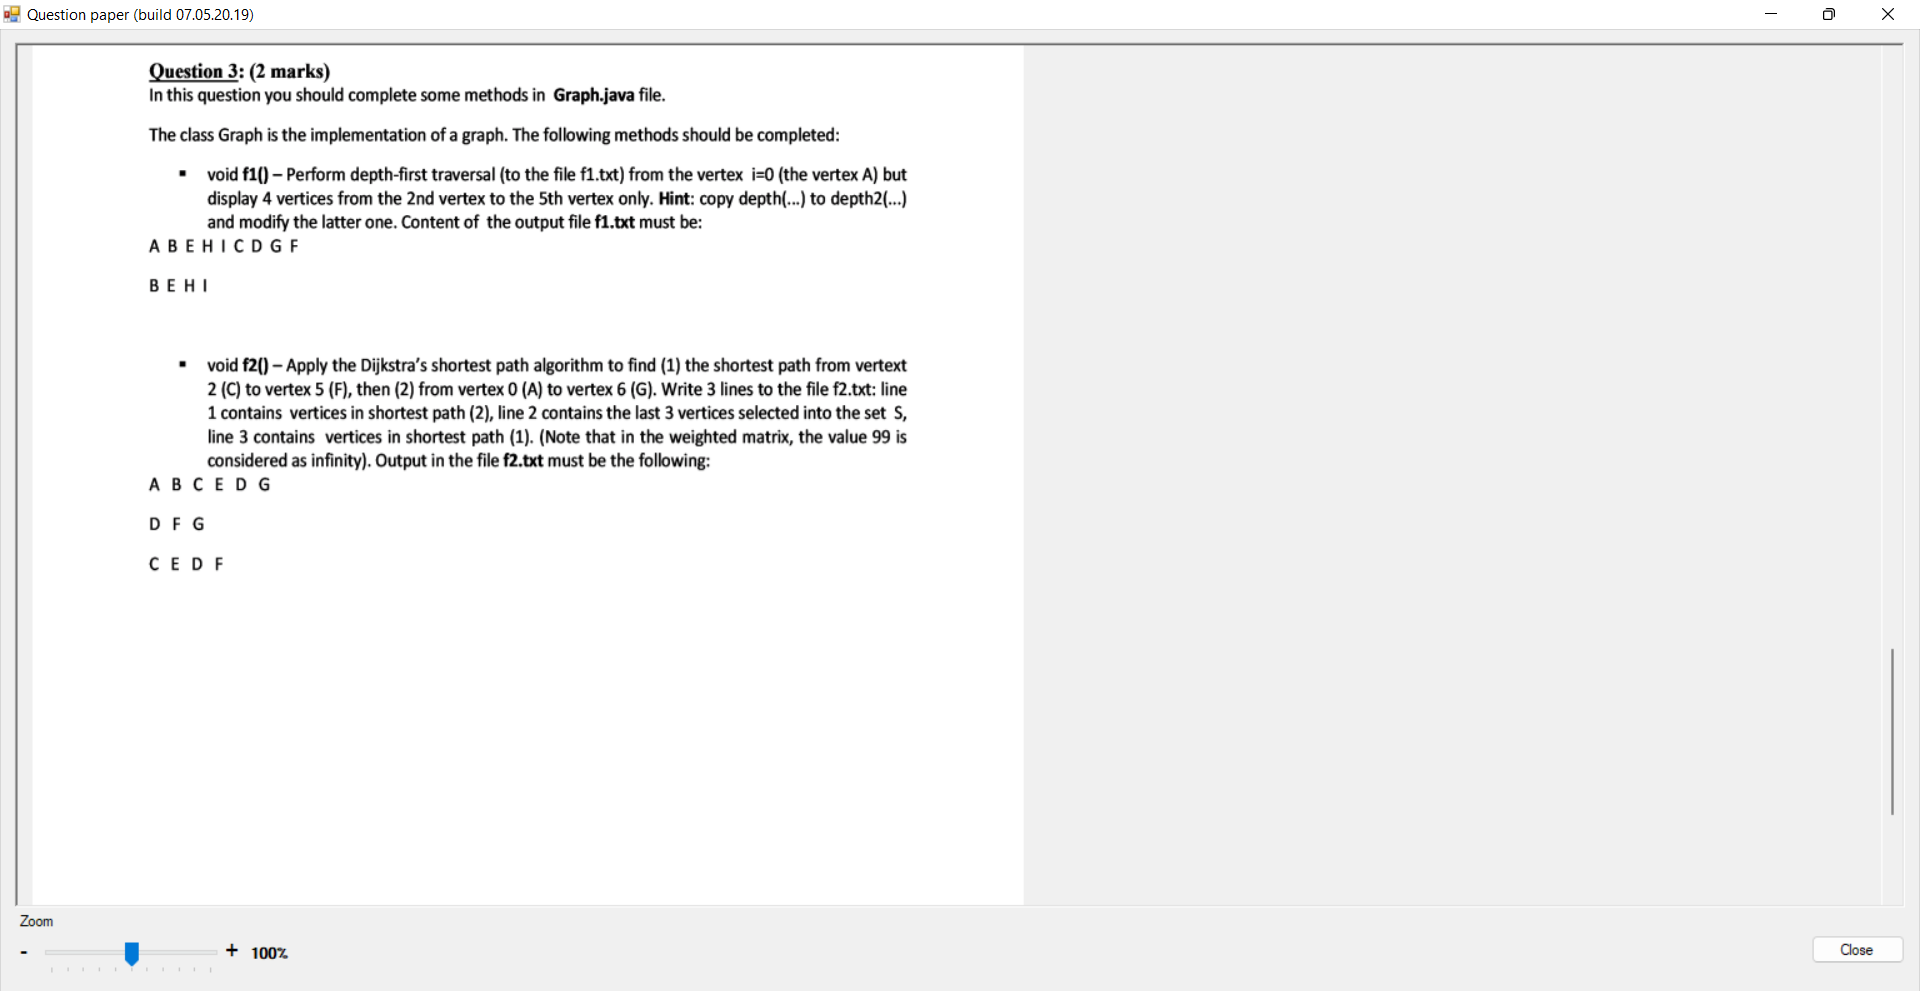 Question paper (build 07.05.20.19)
Question 3: (2 marks)
In this question you should complete some methods in Graph.java file.
The class Graph is the implementation of a graph. The following methods should be completed:
▪ void f1() – Perform depth-first traversal (to the file f1.txt) from the vertex i=0 (the vertex A) but
display 4 vertices from the 2nd vertex to the 5th vertex only. Hint: copy depth(...) to depth2(...)
and modify the latter one. Content of the output file f1.txt must be:
A B E H I C D G F
B E H I
▪ void f2() – Apply the Dijkstra's shortest path algorithm to find (1) the shortest path from vertext
2 (C) to vertex 5 (F), then (2) from vertex 0 (A) to vertex 6 (G). Write 3 lines to the file f2.txt: line
1 contains vertices in shortest path (2), line 2 contains the last 3 vertices selected into the set S,
line 3 contains vertices in shortest path (1). (Note that in the weighted matrix, the value 99 is
considered as infinity). Output in the file f2.txt must be the following:
A B C E D G
D F G
C E D F
Zoom
- + 100%
Close